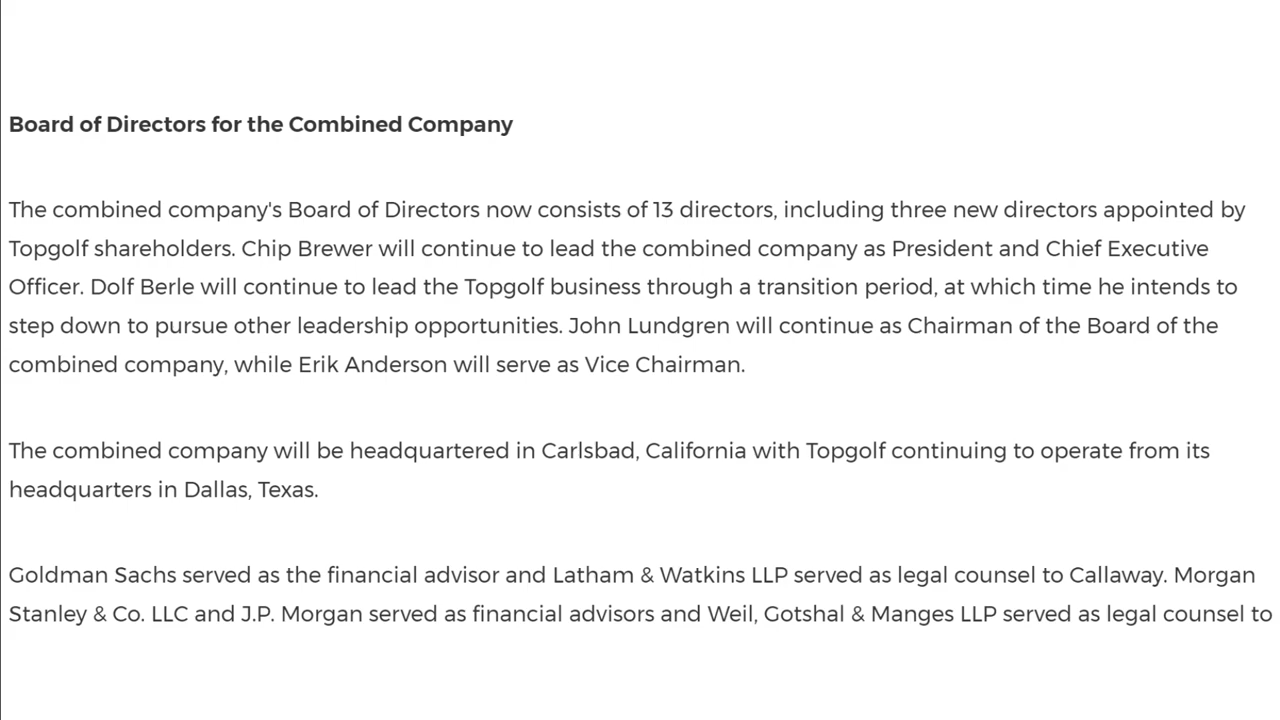 Board of Directors for the Combined Company
The combined company's Board of Directors now consists of 13 directors, including three new directors appointed by
Topgolf shareholders. Chip Brewer will continue to lead the combined company as President and Chief Executive
Officer. Dolf Berle will continue to lead the Topgolf business through a transition period, at which time he intends to
step down to pursue other leadership opportunities. John Lundgren will continue as Chairman of the Board of the
combined company, while Erik Anderson will serve as Vice Chairman.
The combined company will be headquartered in Carlsbad, California with Topgolf continuing to operate from its
headquarters in Dallas, Texas.
Goldman Sachs served as the financial advisor and Latham & Watkins LLP served as legal counsel to Callaway. Morgan
Stanley & Co. LLC and J.P. Morgan served as financial advisors and Weil, Gotshal & Manges LLP served as legal counsel to